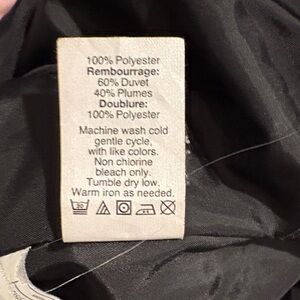 100% Polyester
Rembourrage:
60% Duvet
40% Plumes
Doublure:
100% Polyester
Machine wash cold
gentle cycle,
with like colors.
Non chlorine
bleach only.
Tumble dry low.
Warm iron as needed.
30